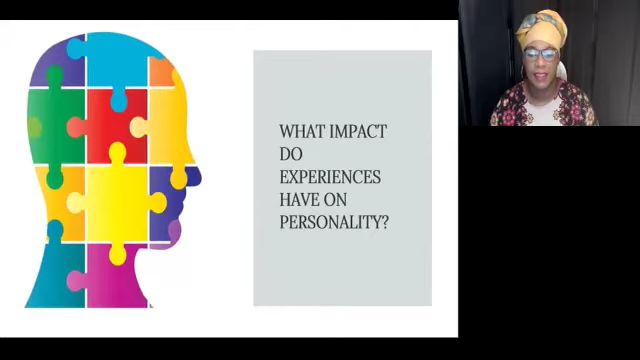 WHAT IMPACT
DO
EXPERIENCES
HAVE ON
PERSONALITY?